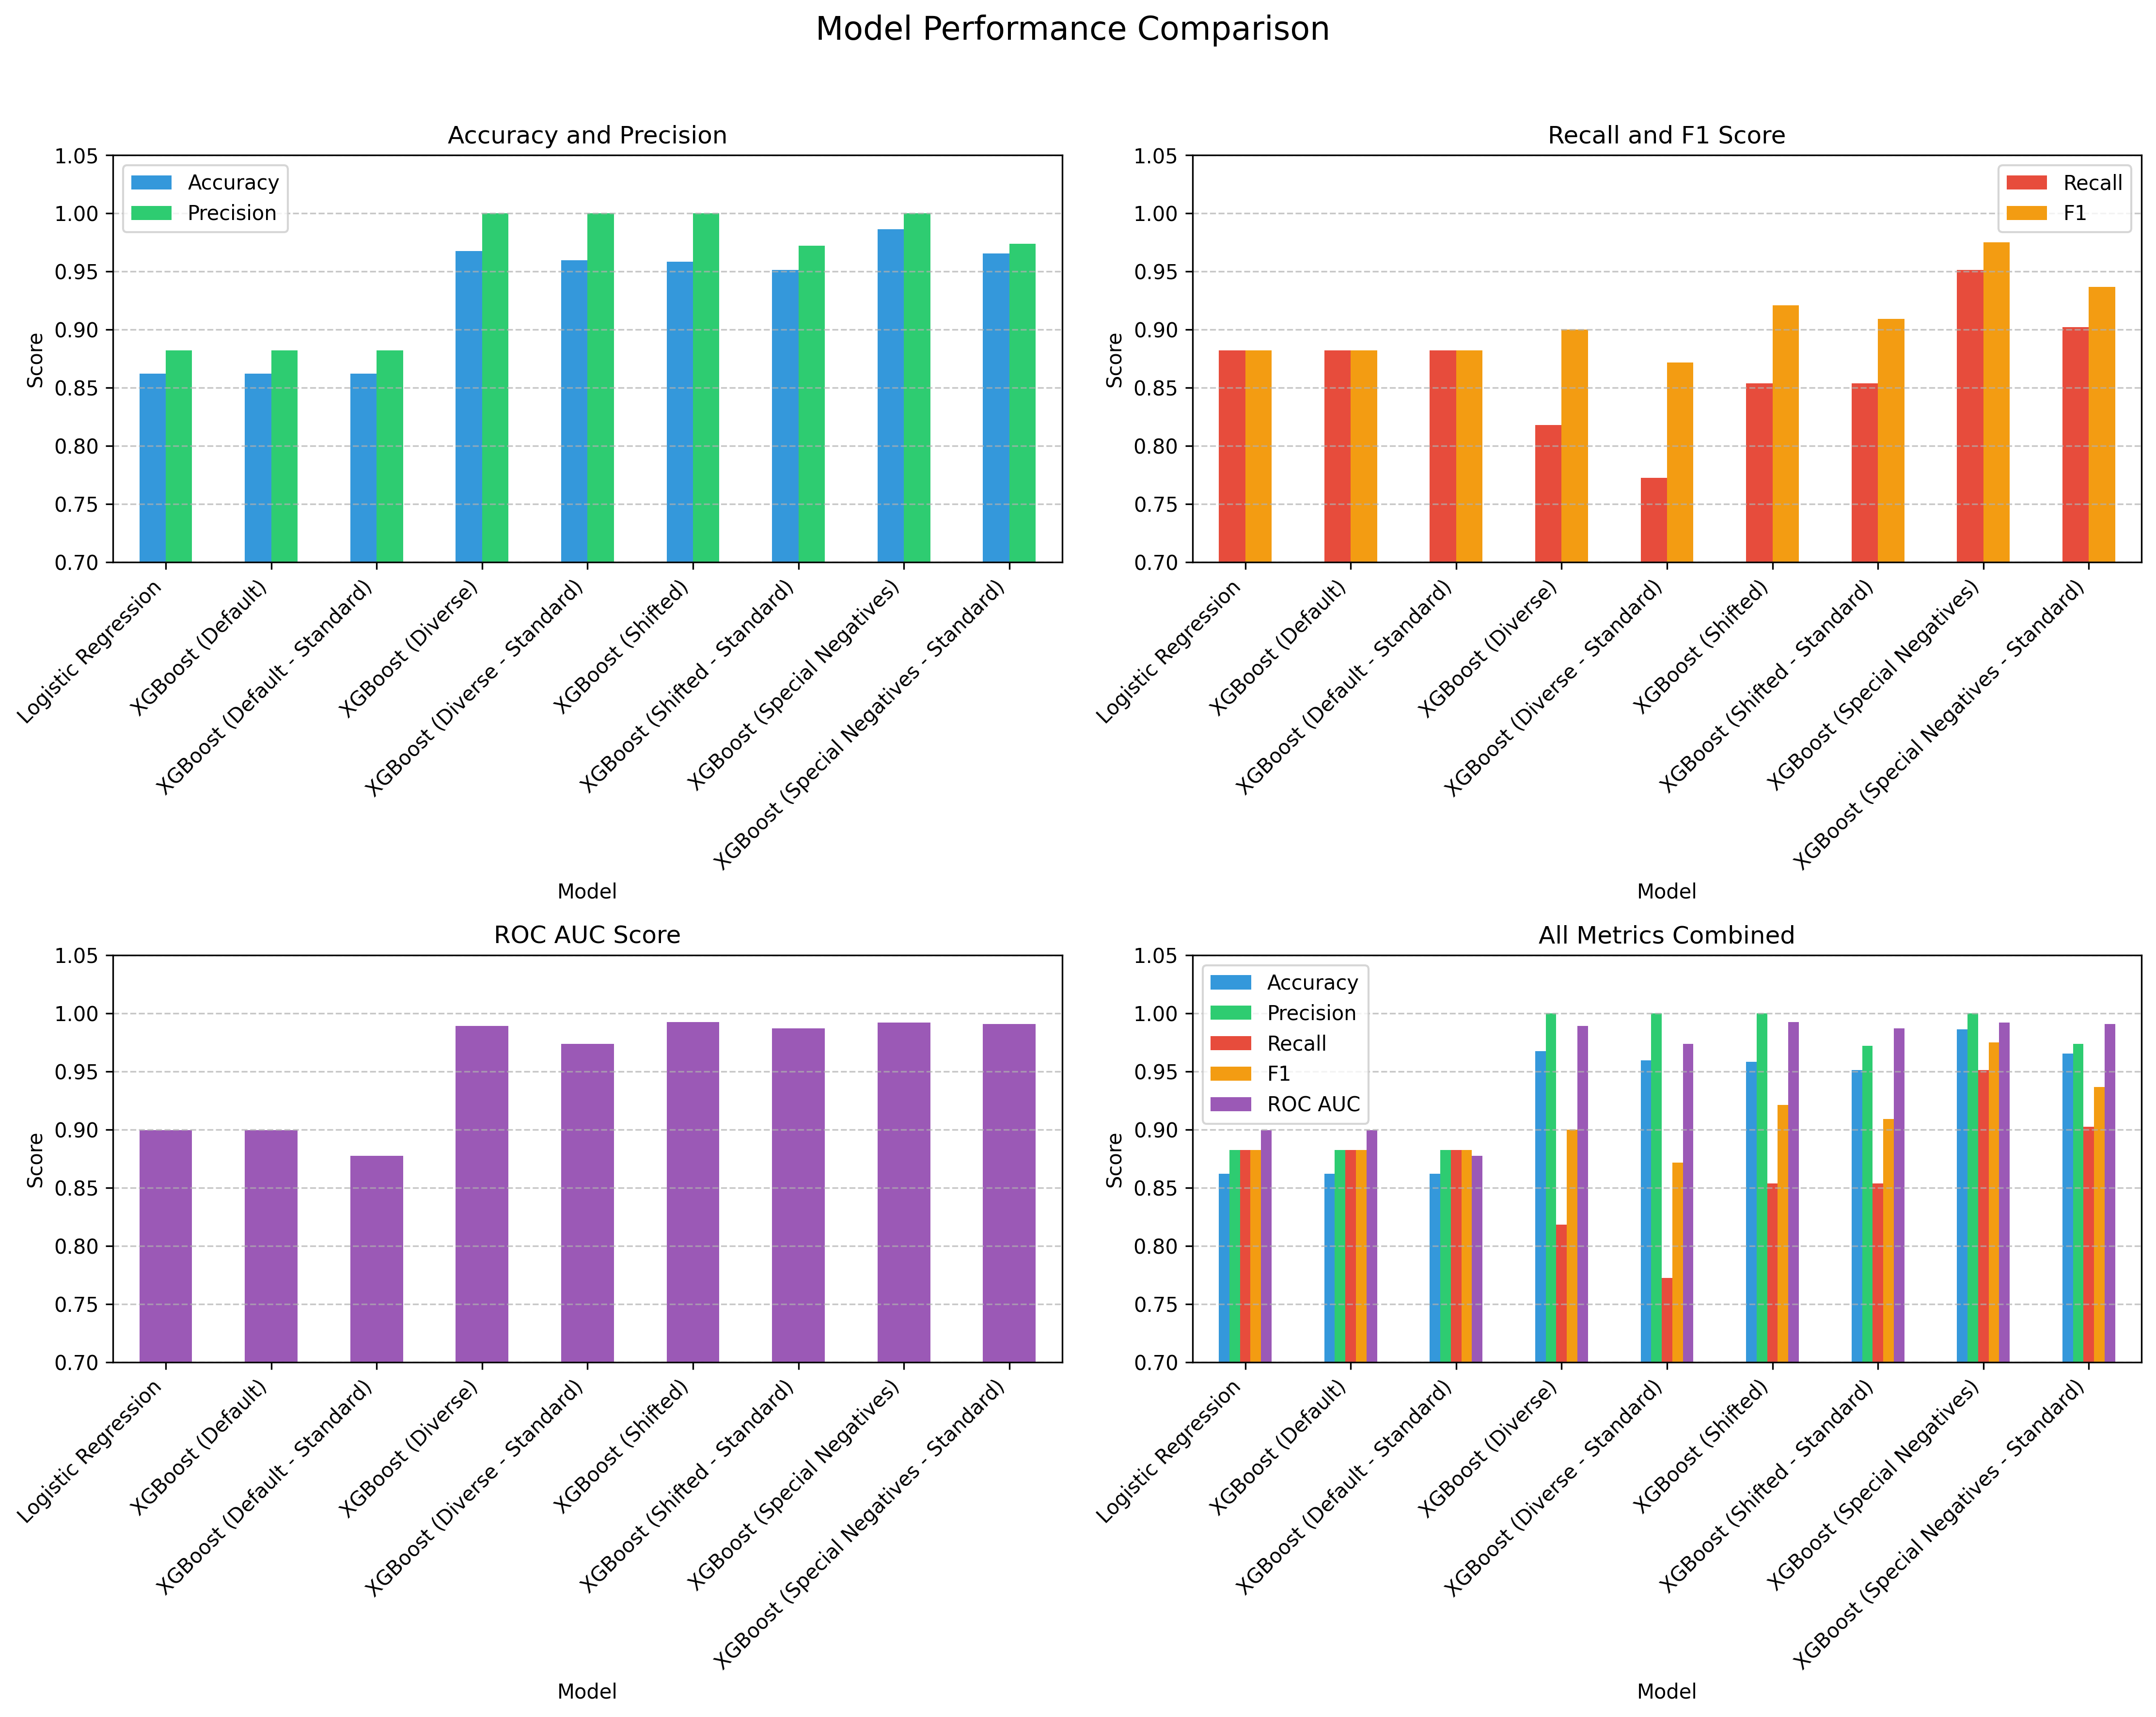 Model Performance Comparison
Accuracy and Precision
1.05
1.00
0.95
0.90
0.85
0.80
0.75
0.70
Score
Accuracy
Precision
Logistic Regression
XGBoost (Default)
XGBoost (Default - Standard)
XGBoost (Diverse)
XGBoost (Diverse - Standard)
XGBoost (Shifted)
XGBoost (Shifted - Standard)
XGBoost (Special Negatives)
XGBoost (Special Negatives - Standard)
Model
Recall and F1 Score
1.05
1.00
0.95
0.90
0.85
0.80
0.75
0.70
Score
Recall
F1
Logistic Regression
XGBoost (Default)
XGBoost (Default - Standard)
XGBoost (Diverse)
XGBoost (Diverse - Standard)
XGBoost (Shifted)
XGBoost (Shifted - Standard)
XGBoost (Special Negatives)
XGBoost (Special Negatives - Standard)
Model
ROC AUC Score
1.05
1.00
0.95
0.90
0.85
0.80
0.75
0.70
Score
Logistic Regression
XGBoost (Default)
XGBoost (Default - Standard)
XGBoost (Diverse)
XGBoost (Diverse - Standard)
XGBoost (Shifted)
XGBoost (Shifted - Standard)
XGBoost (Special Negatives)
XGBoost (Special Negatives - Standard)
Model
All Metrics Combined
1.05
1.00
0.95
0.90
0.85
0.80
0.75
0.70
Score
Accuracy
Precision
Recall
F1
ROC AUC
Logistic Regression
XGBoost (Default)
XGBoost (Default - Standard)
XGBoost (Diverse)
XGBoost (Diverse - Standard)
XGBoost (Shifted)
XGBoost (Shifted - Standard)
XGBoost (Special Negatives)
XGBoost (Special Negatives - Standard)
Model